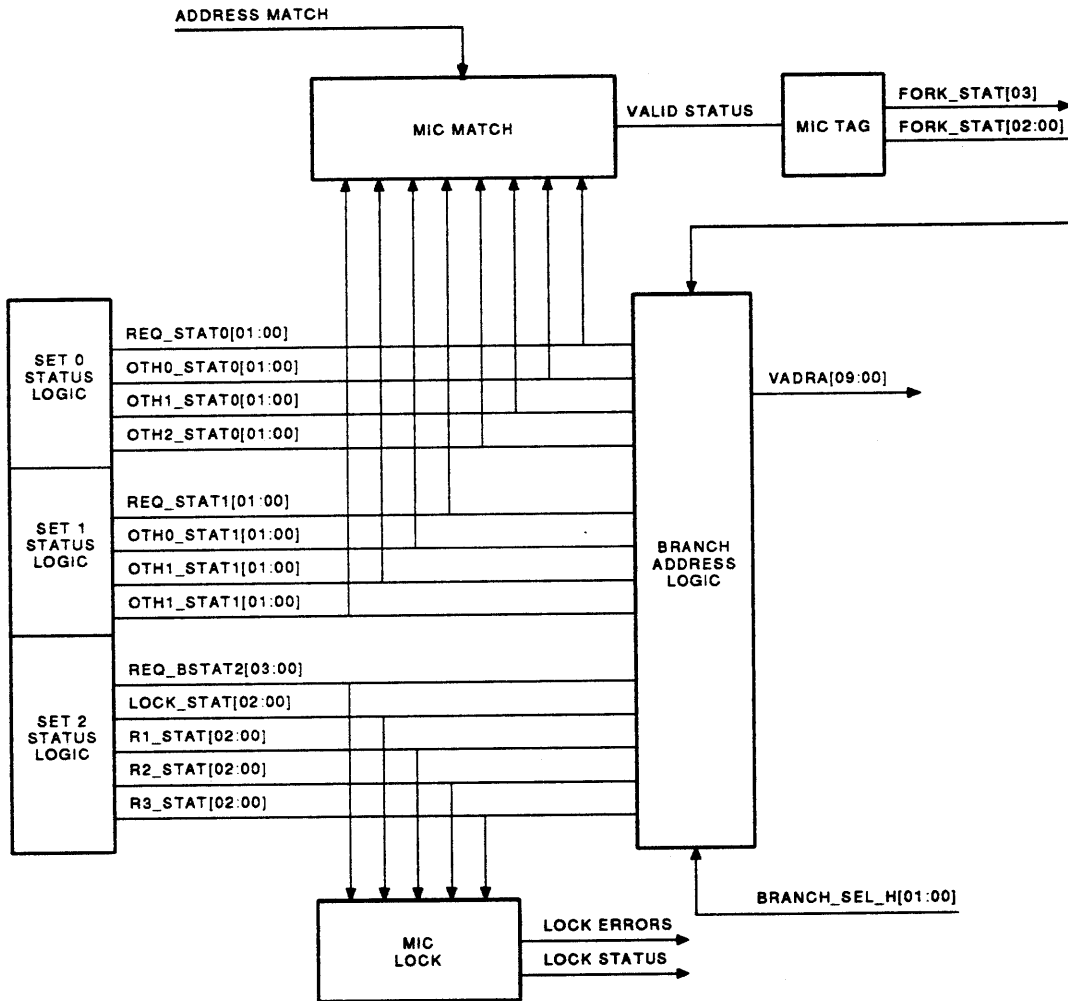 ADDRESS MATCH
MIC MATCH
VALID STATUS
MIC TAG
FORK_STAT[03]
FORK_STAT[02:00]
SET 0
STATUS
LOGIC
REQ_STAT0[01:00]
OTH0_STAT0[01:00]
OTH1_STAT0[01:00]
OTH2_STAT0[01:00]
VADRA[09:00]
SET 1
STATUS
LOGIC
REQ_STAT1[01:00]
OTH0_STAT1[01:00]
OTH1_STAT1[01:00]
OTH1_STAT1[01:00]
BRANCH
ADDRESS
LOGIC
SET 2
STATUS
LOGIC
REQ_BSTAT2[03:00]
LOCK_STAT[02:00]
R1_STAT[02:00]
R2_STAT[02:00]
R3_STAT[02:00]
BRANCH_SEL_H[01:00]
MIC
LOCK
LOCK ERRORS
LOCK STATUS